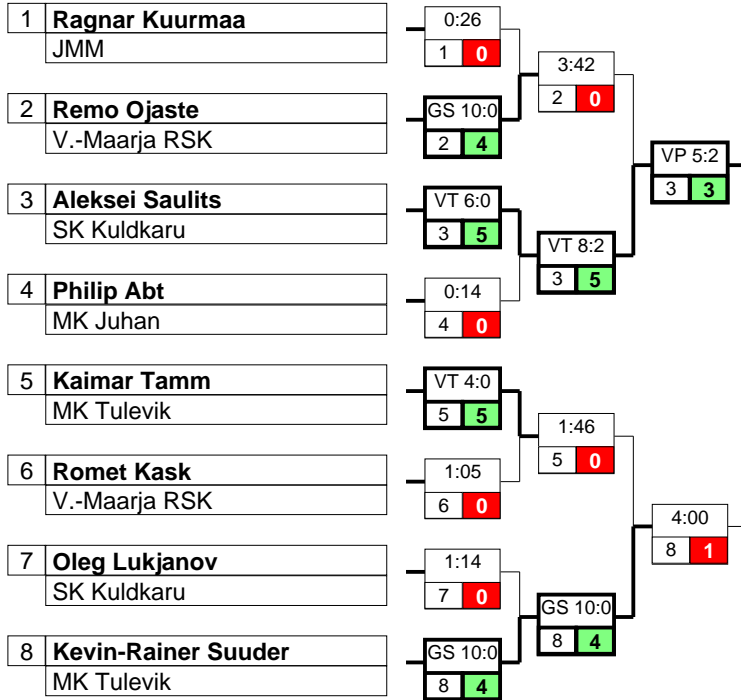 1 Ragnar Kuurmaa
JMM
2 Remo Ojaste
V.-Maarja RSK
3 Aleksei Saulits
SK Kuldkaru
4 Philip Abt
MK Juhan
5 Kaimar Tamm
MK Tulevik
6 Romet Kask
V.-Maarja RSK
7 Oleg Lukjanov
SK Kuldkaru
8 Kevin-Rainer Suuder
MK Tulevik
0:26
1 0
GS 10:0
2 4
VT 6:0
3 5
0:14
4 0
VT 4:0
5 5
1:05
6 0
1:14
7 0
GS 10:0
8 4
3:42
2 0
VT 8:2
3 5
1:46
5 0
GS 10:0
8 4
VP 5:2
3 3
4:00
8 1